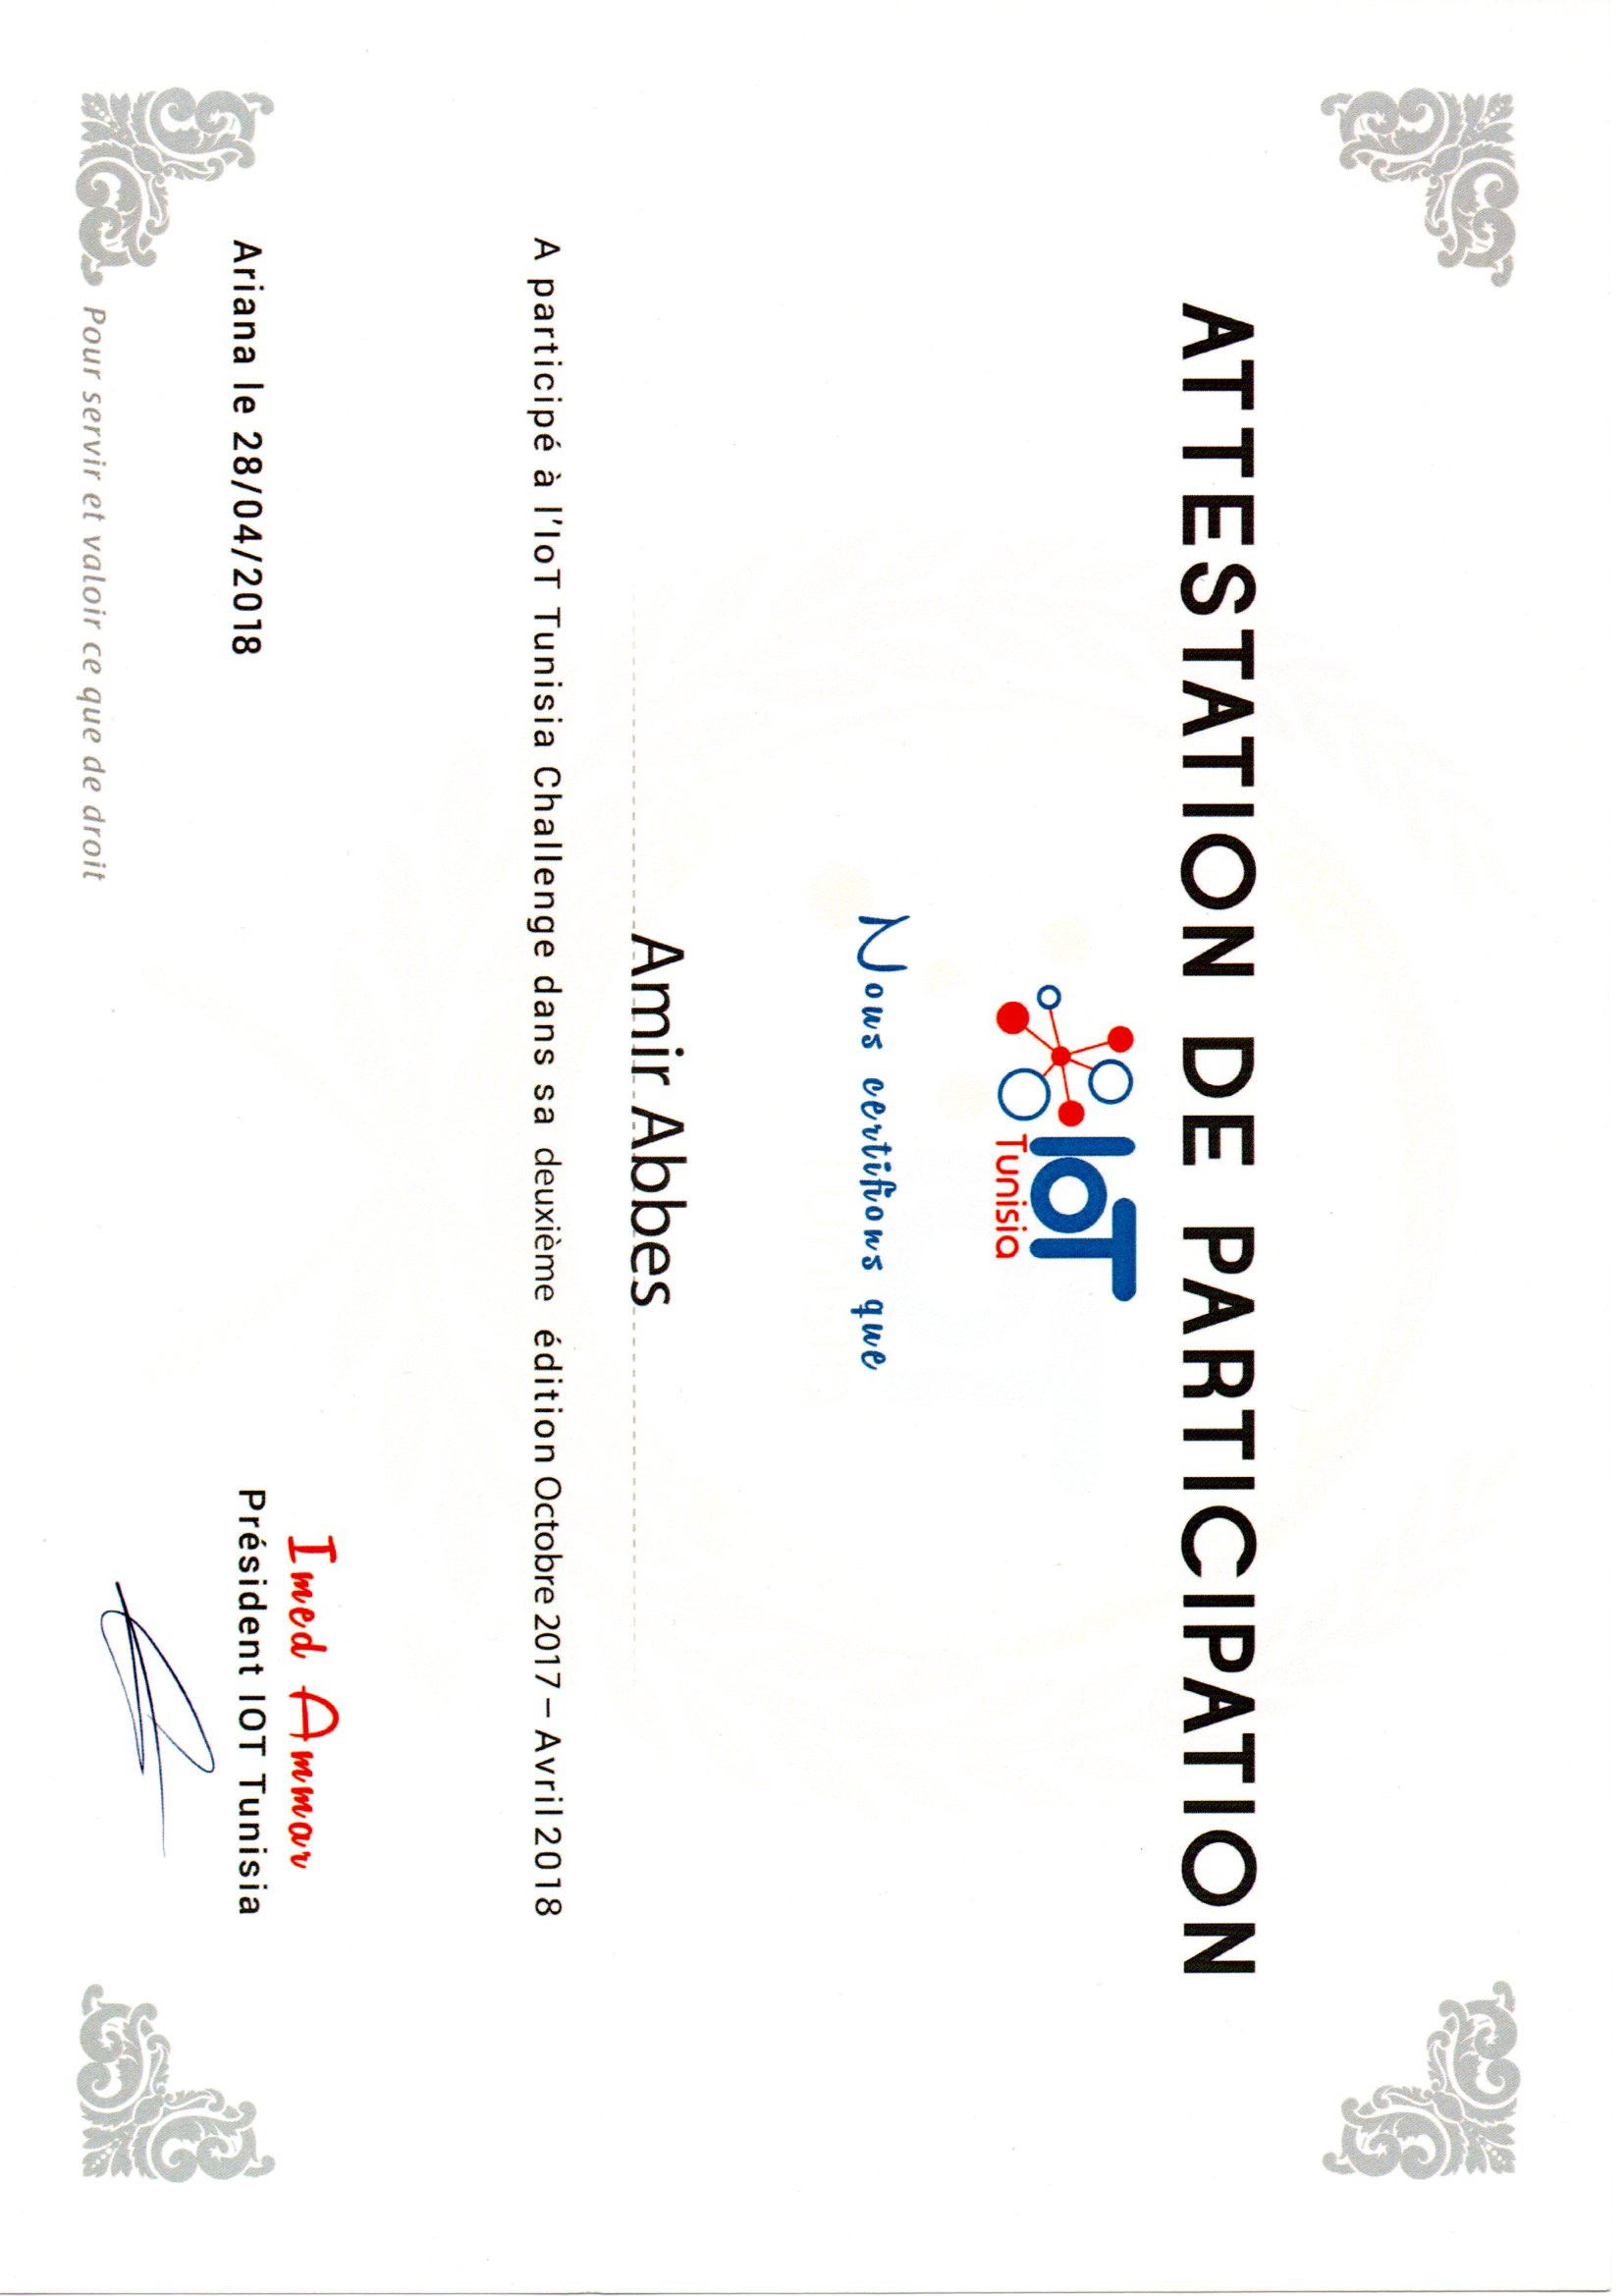 ATTESTATION DE PARTICIPATION
IoT
Tunisia
Nous certifions que
Amir Abbes
A participé à l'IoT Tunisia Challenge dans sa deuxième édition Octobre 2017 – Avril 2018
Imed Ammar
Président IOT Tunisia
Ariana le 28/04/2018
Pour servir et valoir ce que de droit